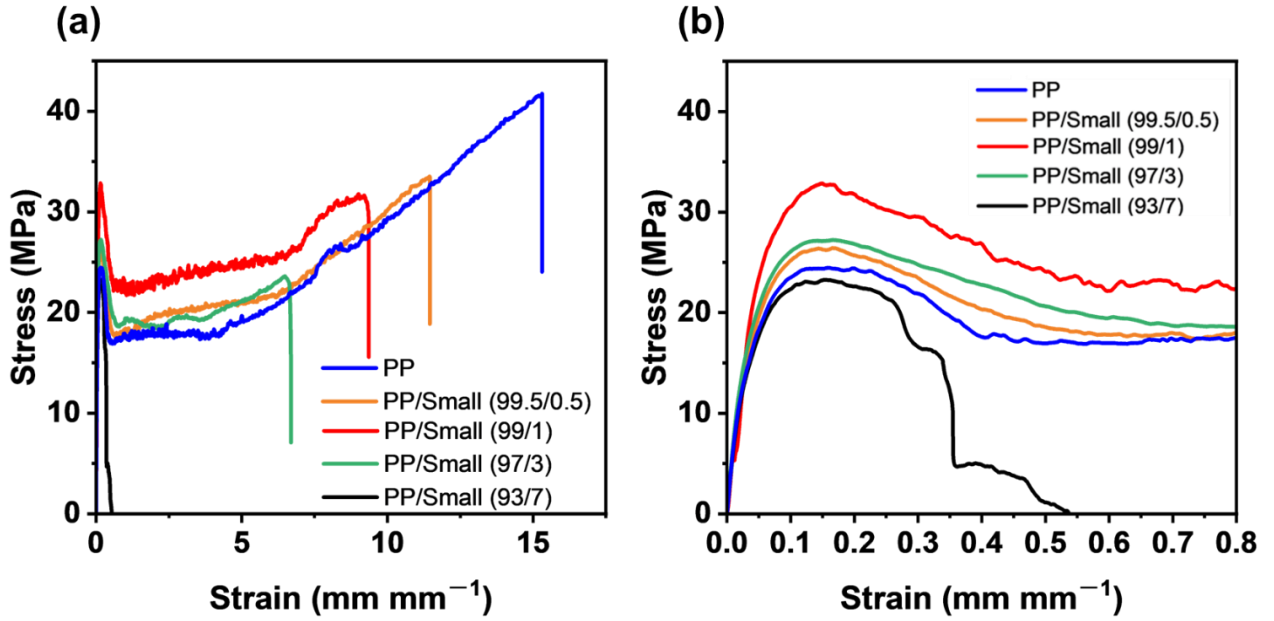 (a)
Stress (MPa)
40
30
20
10
0
PP
PP/Small (99.5/0.5)
PP/Small (99/1)
PP/Small (97/3)
PP/Small (93/7)
0 5 10 15
Strain (mm mm⁻¹)
(b)
Stress (MPa)
40
30
20
10
0
PP
PP/Small (99.5/0.5)
PP/Small (99/1)
PP/Small (97/3)
PP/Small (93/7)
0.0 0.1 0.2 0.3 0.4 0.5 0.6 0.7 0.8
Strain (mm mm⁻¹)